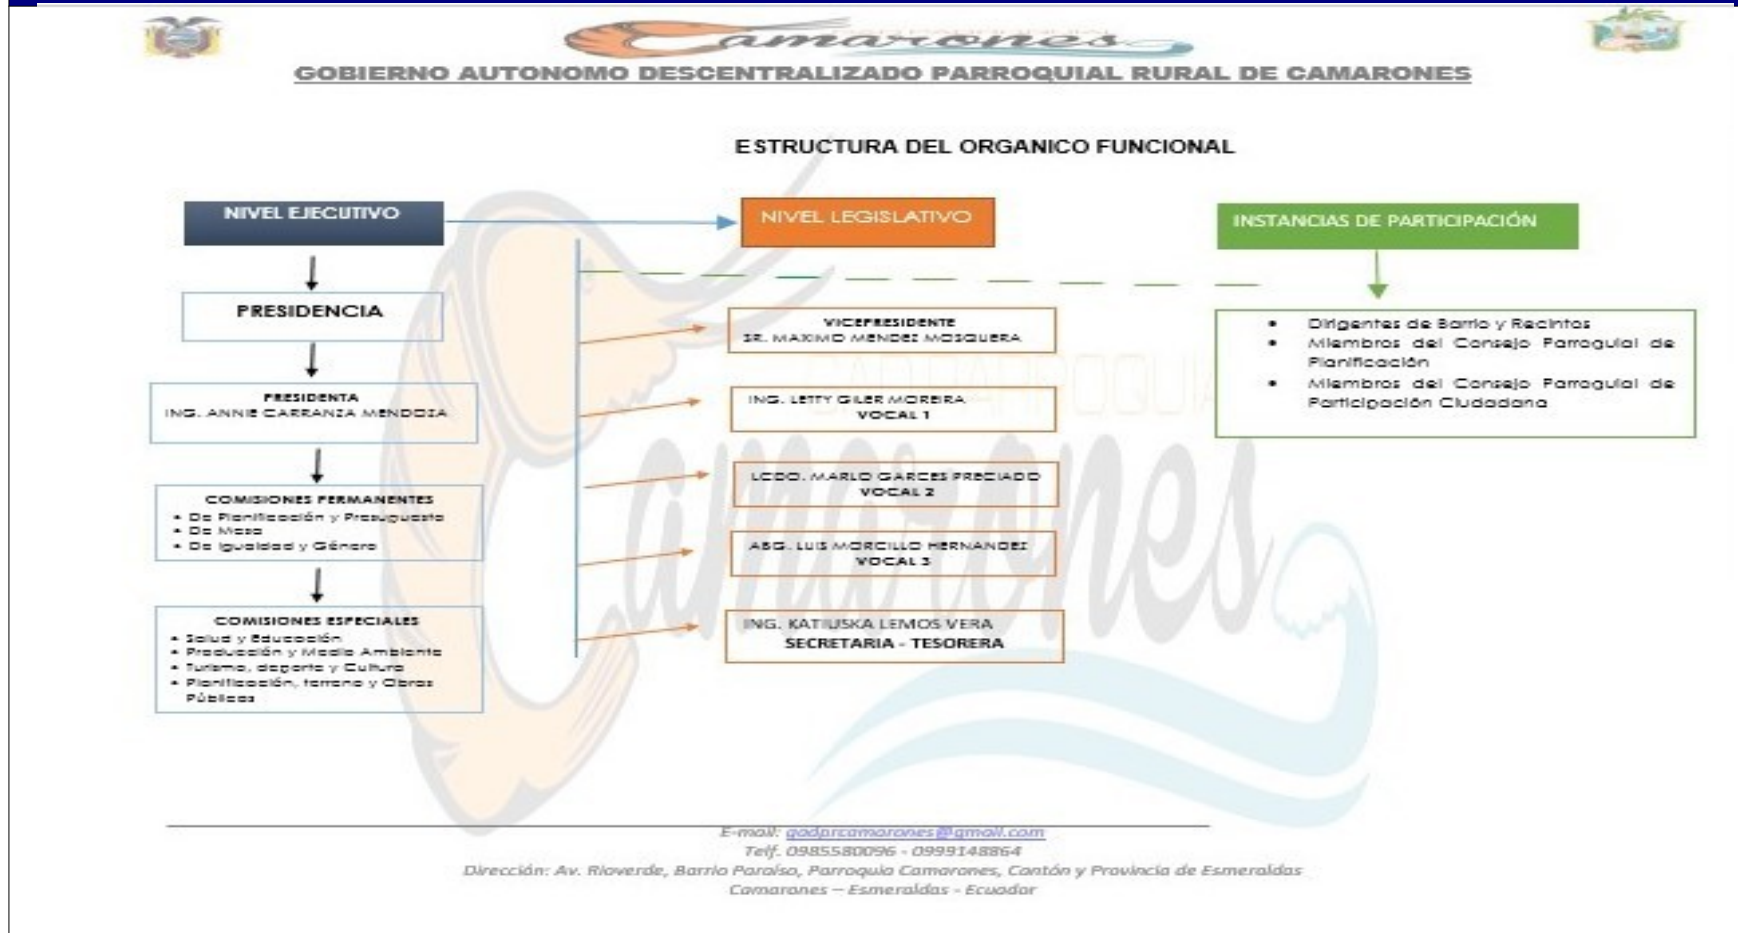 Camarones
GOBIERNO AUTONOMO DESCENTRALIZADO PARROQUIAL RURAL DE CAMARONES
ESTRUCTURA DEL ORGANICO FUNCIONAL
NIVEL EJECUTIVO
PRESIDENCIA
PRESIDENTA
ING. ANNIE CARRANZA MENDOZA
COMISIONES PERMANENTES
• De Planificación y Presupuesto
• De Mesa
• De Igualdad y Género
COMISIONES ESPECIALES
• Salud y Educación
• Producción y Medio Ambiente
• Turismo, deporte y Cultura
• Planificación, terreno y Obras
Públicas
NIVEL LEGISLATIVO
VICEPRESIDENTE
SR. MAXIMO MENDEZ MOSQUERA
ING. LETTY GILER MOREIRA
VOCAL 1
LCDO. MARLO GARCES PRECIADO
VOCAL 2
ABG. LUIS MORCILLO HERNANDEZ
VOCAL 3
ING. KATIUSKA LEMOS VERA
SECRETARIA - TESORERA
INSTANCIAS DE PARTICIPACIÓN
• Dirigentes de Barrio y Recintos
• Miembros del Consejo Parroquial de
Planificación
• Miembros del Consejo Parroquial de
Participación Ciudadana
GAD PARROQUIAL
Camarones
E-mail: gadprcamarones@gmail.com
Telf. 0985580096 - 0999148864
Dirección: Av. Rioverde, Barrio Paraíso, Parroquia Camarones, Cantón y Provincia de Esmeraldas
Camarones – Esmeraldas - Ecuador